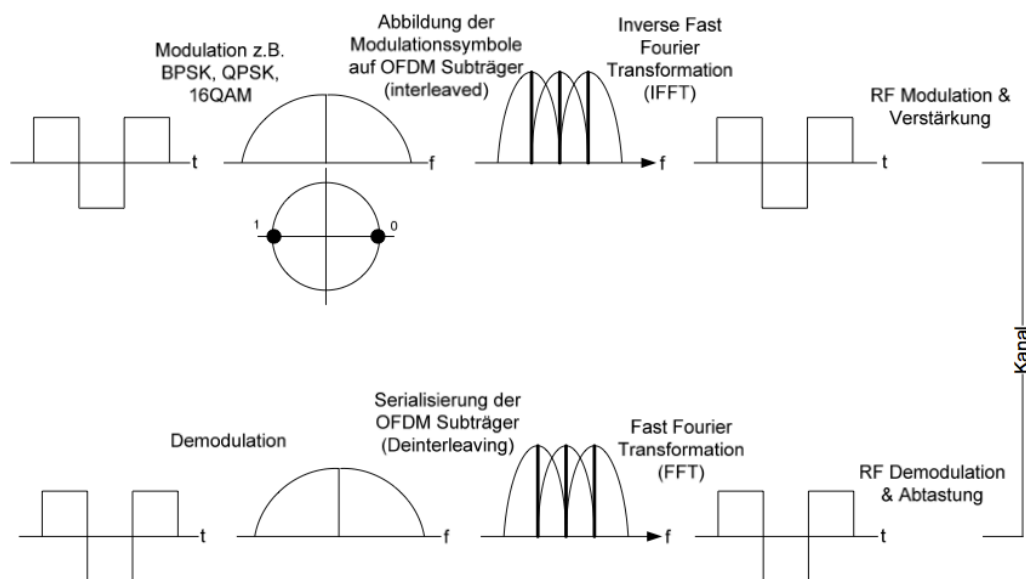 Modulation z.B.
BPSK, QPSK,
16QAM
Abbildung der
Modulationssymbole
auf OFDM Subträger
(interleaved)
Inverse Fast
Fourier
Transformation
(IFFT)
RF Modulation &
Verstärkung
t
f
f
t
1
0
Kanal
Demodulation
Serialisierung der
OFDM Subträger
(Deinterleaving)
Fast Fourier
Transformation
(FFT)
RF Demodulation
& Abtastung
t
f
f
t